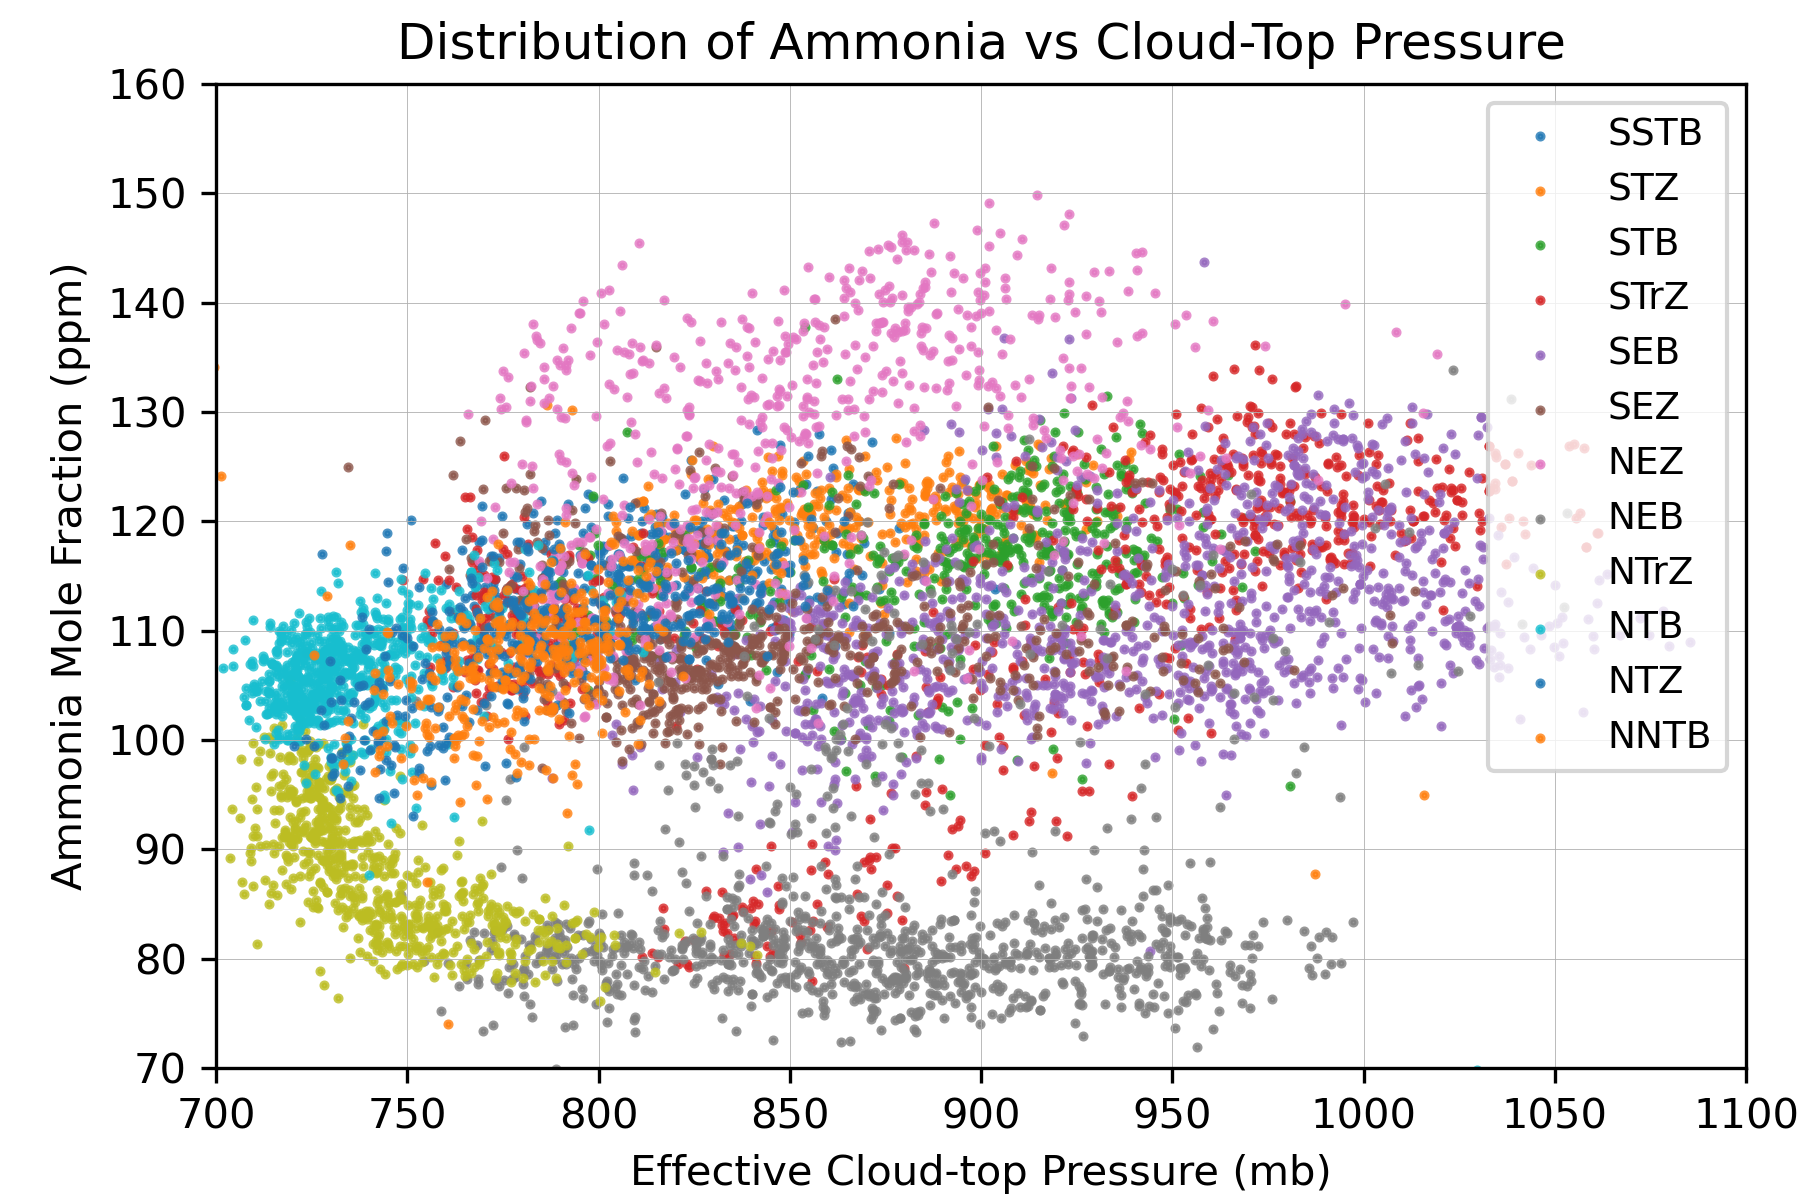 Distribution of Ammonia vs Cloud-Top Pressure
Ammonia Mole Fraction (ppm)
160
150
140
130
120
110
100
90
80
70
700 750 800 850 900 950 1000 1050 1100
Effective Cloud-top Pressure (mb)
SSTB
STZ
STB
STrZ
SEB
SEZ
NEZ
NEB
NTrZ
NTB
NTZ
NNTB